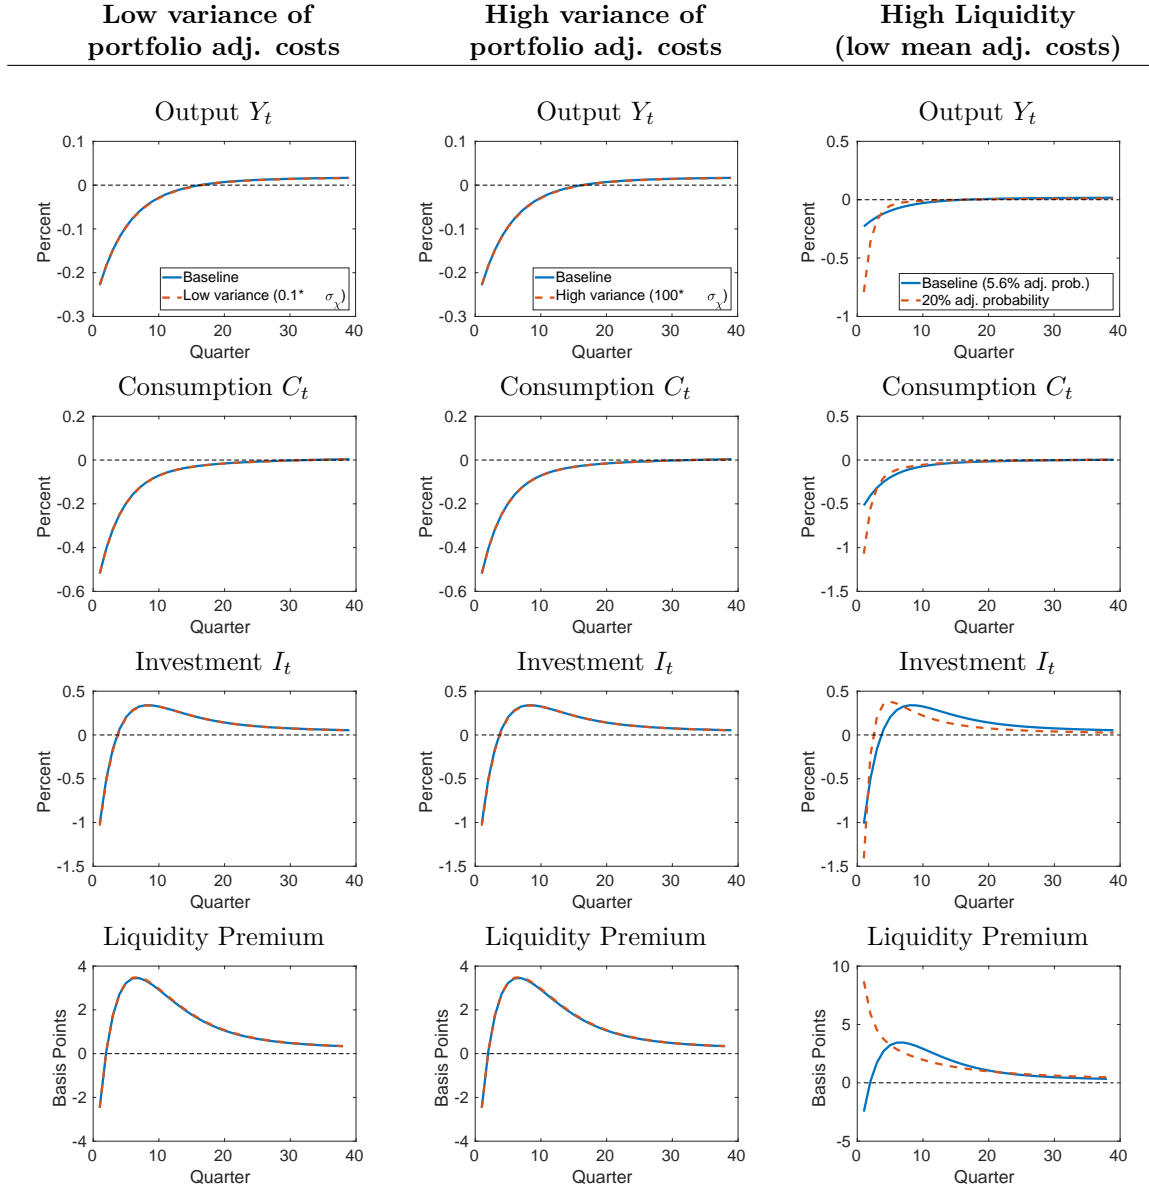 Low variance of
portfolio adj. costs
High variance of
portfolio adj. costs
High Liquidity
(low mean adj. costs)
Output Y_t
0.1
0
-0.1
-0.2
-0.3
Percent
Baseline
Low variance (0.1* σ_χ)
0 10 20 30 40
Quarter
Output Y_t
0.1
0
-0.1
-0.2
-0.3
Percent
Baseline
High variance (100* σ_χ)
0 10 20 30 40
Quarter
Output Y_t
0.5
0
-0.5
-1
Percent
Baseline (5.6% adj. prob.)
20% adj. probability
0 10 20 30 40
Quarter
Consumption C_t
0.2
0
-0.2
-0.4
-0.6
Percent
0 10 20 30 40
Quarter
Consumption C_t
0.2
0
-0.2
-0.4
-0.6
Percent
0 10 20 30 40
Quarter
Consumption C_t
0.5
0
-0.5
-1
-1.5
Percent
0 10 20 30 40
Quarter
Investment I_t
0.5
0
-0.5
-1
-1.5
Percent
0 10 20 30 40
Quarter
Investment I_t
0.5
0
-0.5
-1
-1.5
Percent
0 10 20 30 40
Quarter
Investment I_t
0.5
0
-0.5
-1
-1.5
Percent
0 10 20 30 40
Quarter
Liquidity Premium
4
2
0
-2
-4
Basis Points
0 10 20 30 40
Quarter
Liquidity Premium
4
2
0
-2
-4
Basis Points
0 10 20 30 40
Quarter
Liquidity Premium
10
5
0
-5
Basis Points
0 10 20 30 40
Quarter